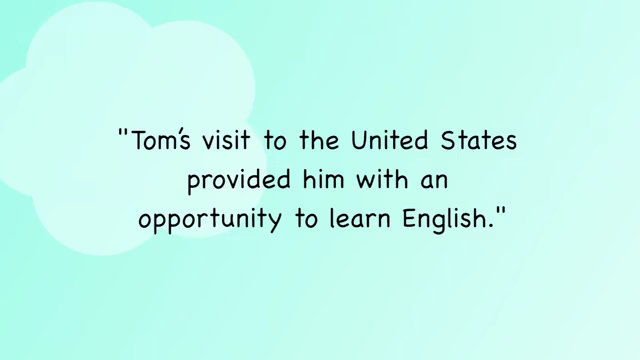 "Tom's visit to the United States
provided him with an
opportunity to learn English."